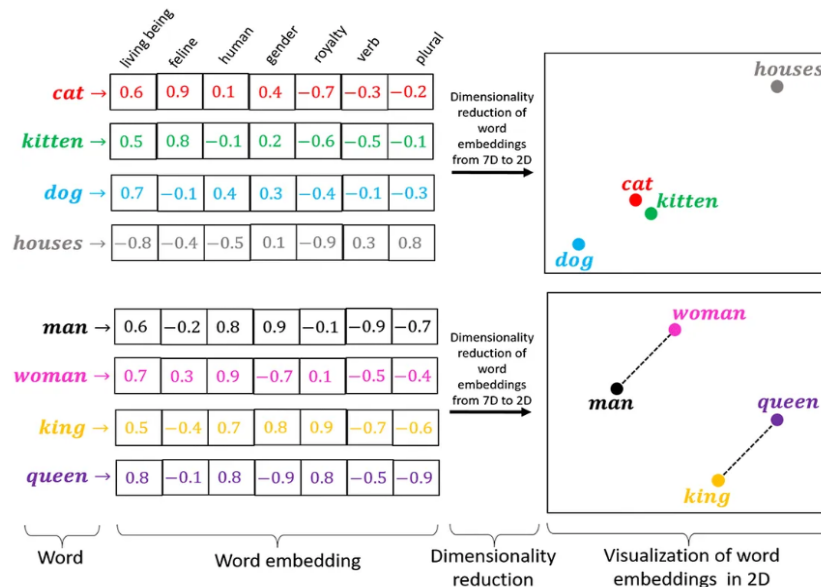 living being feline human gender royalty verb plural
cat → 0.6 0.9 0.1 0.4 −0.7 −0.3 −0.2
kitten → 0.5 0.8 −0.1 0.2 −0.6 −0.5 −0.1
dog → 0.7 −0.1 0.4 0.3 −0.4 −0.1 −0.3
houses → −0.8 −0.4 −0.5 0.1 −0.9 0.3 0.8
Dimensionality
reduction of
word
embeddings
from 7D to 2D
houses
cat
kitten
dog
man → 0.6 −0.2 0.8 0.9 −0.1 −0.9 −0.7
woman → 0.7 0.3 0.9 −0.7 0.1 −0.5 −0.4
king → 0.5 −0.4 0.7 0.8 0.9 −0.7 −0.6
queen → 0.8 −0.1 0.8 −0.9 0.8 −0.5 −0.9
Dimensionality
reduction of
word
embeddings
from 7D to 2D
woman
man
queen
king
Word
Word embedding
Dimensionality
reduction
Visualization of word
embeddings in 2D